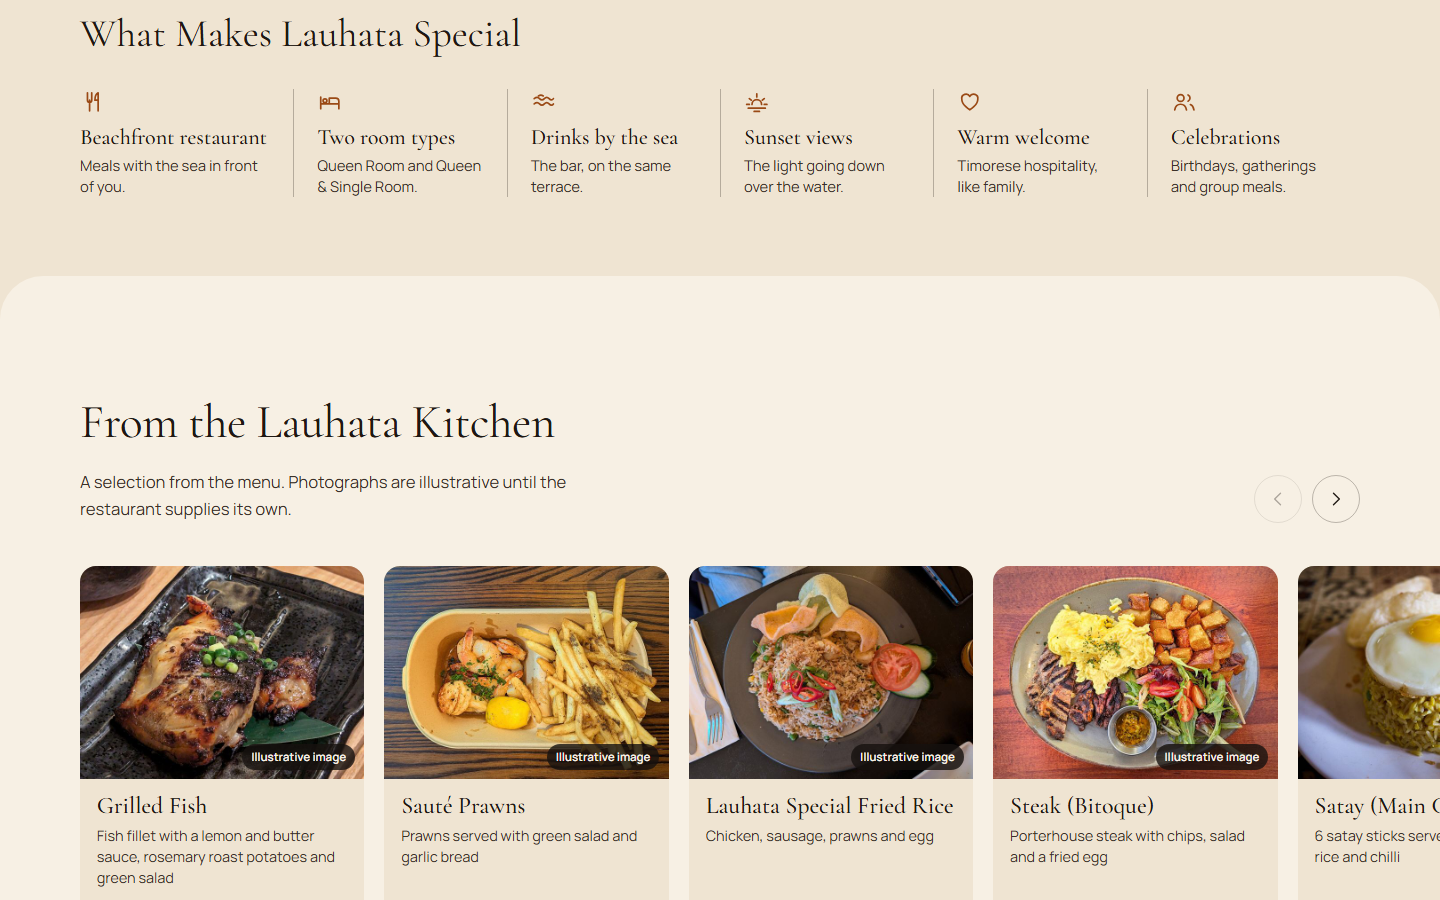 What Makes Lauhata Special
Beachfront restaurant
Meals with the sea in front
of you.
Two room types
Queen Room and Queen
& Single Room.
Drinks by the sea
The bar, on the same
terrace.
Sunset views
The light going down
over the water.
Warm welcome
Timorese hospitality,
like family.
Celebrations
Birthdays, gatherings
and group meals.
From the Lauhata Kitchen
A selection from the menu. Photographs are illustrative until the
restaurant supplies its own.
Illustrative image
Grilled Fish
Fish fillet with a lemon and butter
sauce, rosemary roast potatoes and
green salad
Illustrative image
Sauté Prawns
Prawns served with green salad and
garlic bread
Illustrative image
Lauhata Special Fried Rice
Chicken, sausage, prawns and egg
Illustrative image
Steak (Bitoque)
Porterhouse steak with chips, salad
and a fried egg
Satay (Main
6 satay sticks serve
rice and chilli